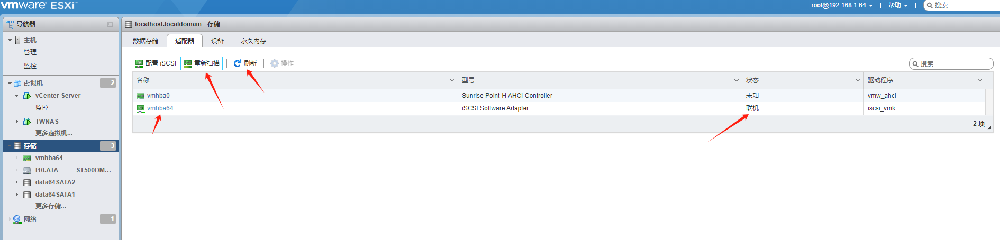 vmware ESXi™
root@192.168.1.64
帮助
搜索
导航器
主机
管理
监控
虚拟机 2
vCenter Server
监控
TWNAS
更多虚拟机...
存储 3
vmhba64
t10.ATA_____ST500DM...
data64SATA2
data64SATA1
更多存储...
网络 1
localhost.localdomain - 存储
数据存储 适配器 设备 永久内存
配置 iSCSI 重新扫描 刷新 操作 搜索
名称 型号 状态 驱动程序
vmhba0 Sunrise Point-H AHCI Controller 未知 vmw_ahci
vmhba64 iSCSI Software Adapter 联机 iscsi_vmk
2 项